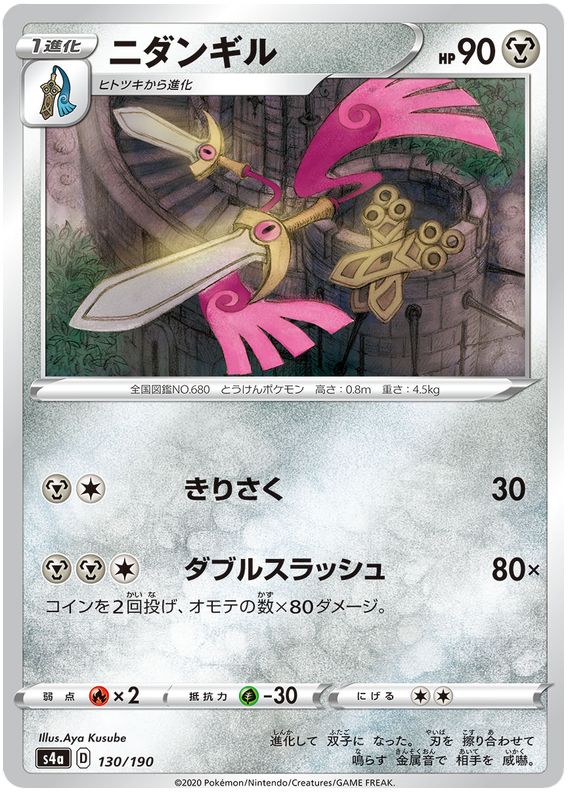 1進化 ニダンギル HP90
ヒトツキから進化
全国図鑑NO.680 とうけんポケモン 高さ:0.8m 重さ:4.5kg
きりさく 30
ダブルスラッシュ 80×
コインを2回投げ、オモテの数×80ダメージ。
弱点 ×2 抵抗力 -30 にげる
Illus.Aya Kusube
s4a D 130/190
進化して 双子に なった。 刃を 擦り合わせて
鳴らす 金属音で 相手を 威嚇。
©2020 Pokémon/Nintendo/Creatures/GAME FREAK.